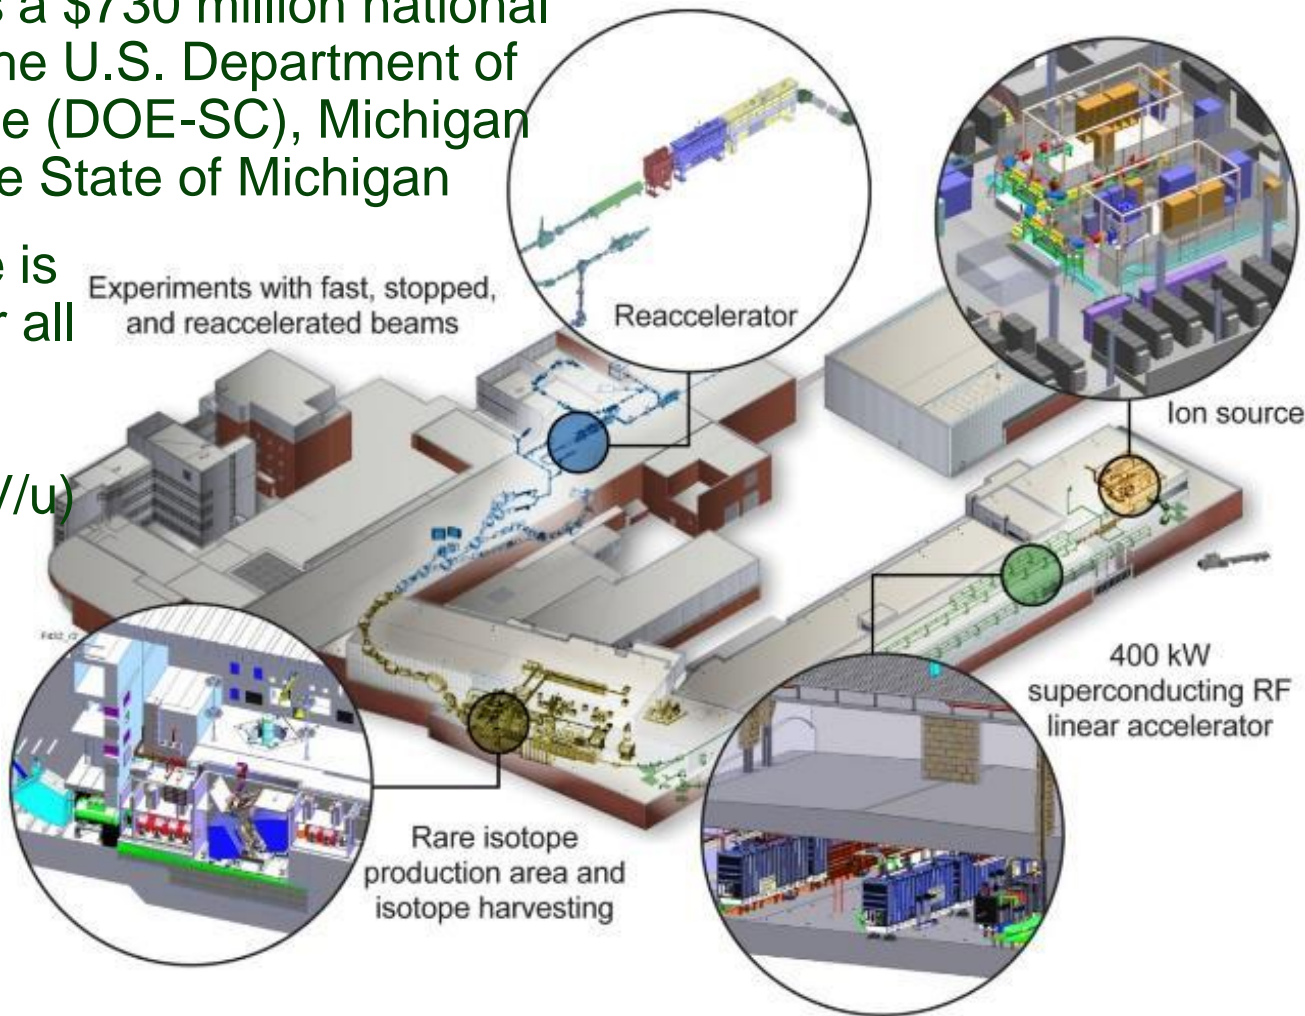 s a $730 million national
he U.S. Department of
e (DOE-SC), Michigan
e State of Michigan
e is
r all
V/u)
Experiments with fast, stopped,
and reaccelerated beams
Reaccelerator
Ion source
400 kW
superconducting RF
linear accelerator
Rare isotope
production area and
isotope harvesting